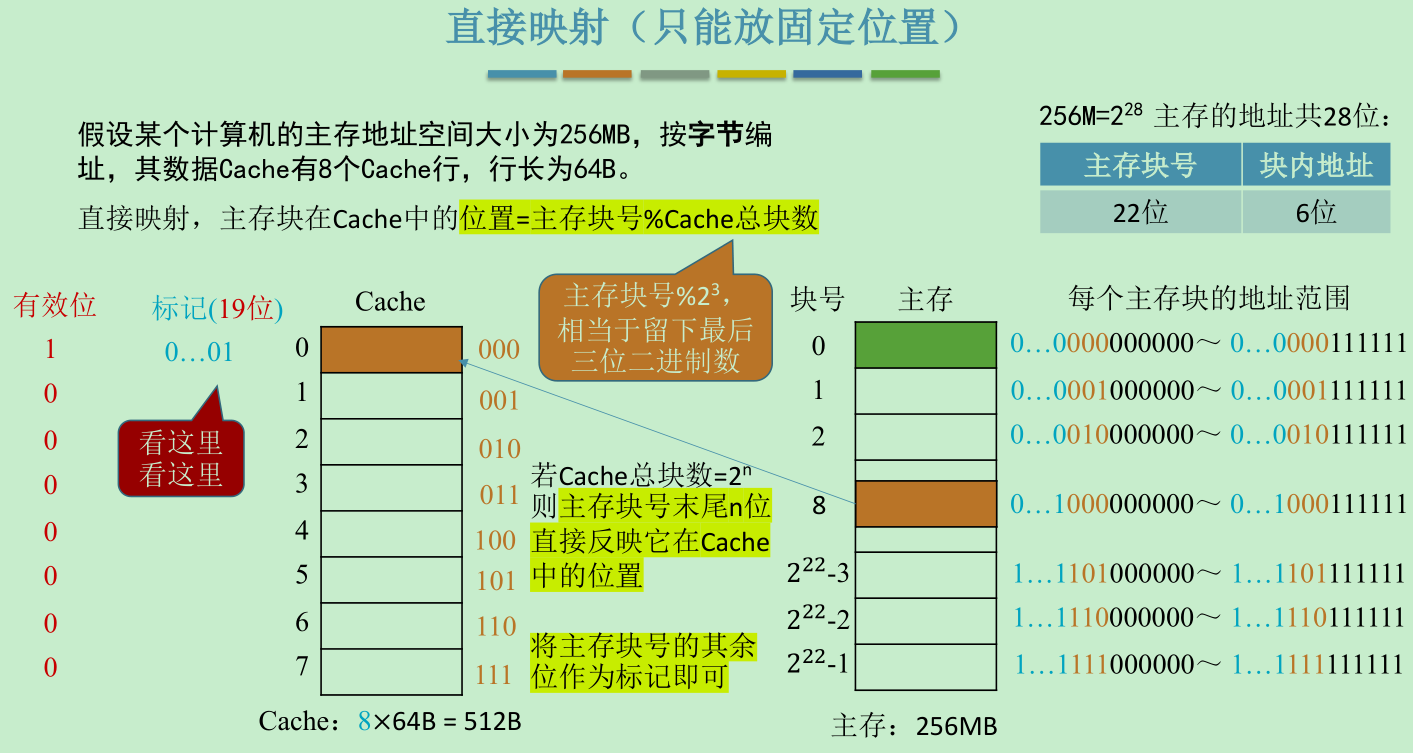 直接映射（只能放固定位置）
假设某个计算机的主存地址空间大小为256MB，按字节编
址，其数据Cache有8个Cache行，行长为64B。
直接映射，主存块在Cache中的位置=主存块号%Cache总块数
256M=2²⁸ 主存的地址共28位：
主存块号 块内地址
22位 6位
主存块号%2³，
相当于留下最后
三位二进制数
有效位 标记(19位) Cache
1 0…01 0 000
0 1 001
0 2 010
0 3 011
0 4 100
0 5 101
0 6 110
0 7 111
看这里
看这里
Cache：8×64B = 512B
若Cache总块数=2ⁿ
则主存块号末尾n位
直接反映它在Cache
中的位置
将主存块号的其余
位作为标记即可
块号 主存 每个主存块的地址范围
0 0…0000000000～ 0…0000111111
1 0…0001000000～ 0…0001111111
2 0…0010000000～ 0…0010111111
8 0…1000000000～ 0…1000111111
2²²-3 1…1101000000～ 1…1101111111
2²²-2 1…1110000000～ 1…1110111111
2²²-1 1…1111000000～ 1…1111111111
主存：256MB